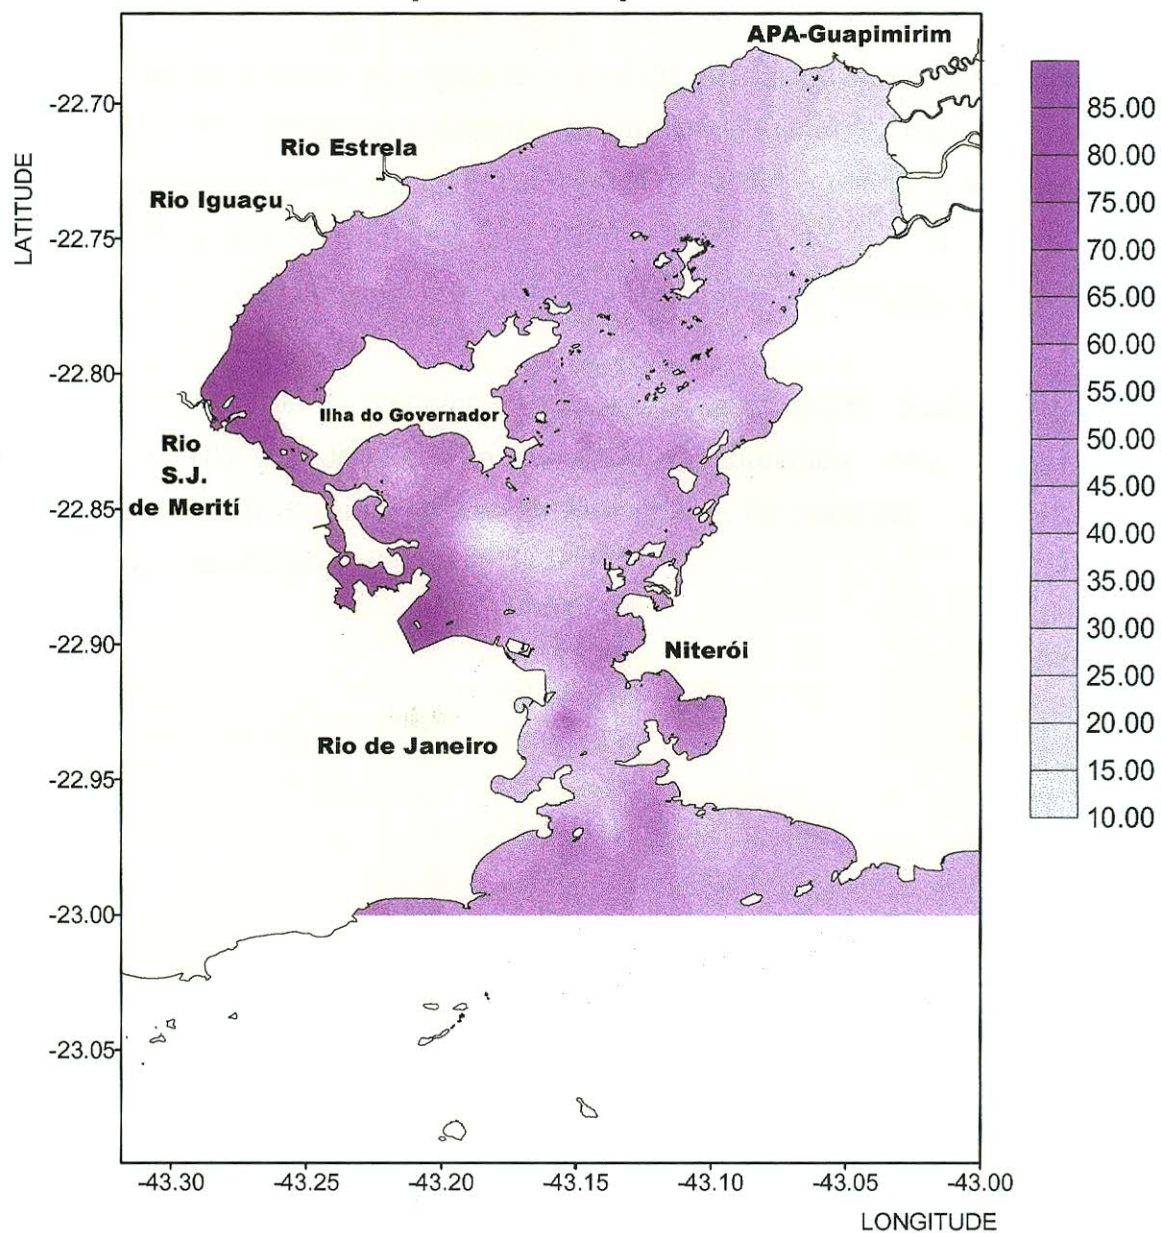 APA-Guapimirim
-22.70
Rio Estrela
Rio Iguaçu
LATITUDE
-22.75
-22.80
Ilha do Governador
Rio
S.J.
de Merití
-22.85
-22.90
Niterói
Rio de Janeiro
-22.95
-23.00
-23.05
-43.30 -43.25 -43.20 -43.15 -43.10 -43.05 -43.00
LONGITUDE
85.00
80.00
75.00
70.00
65.00
60.00
55.00
50.00
45.00
40.00
35.00
30.00
25.00
20.00
15.00
10.00